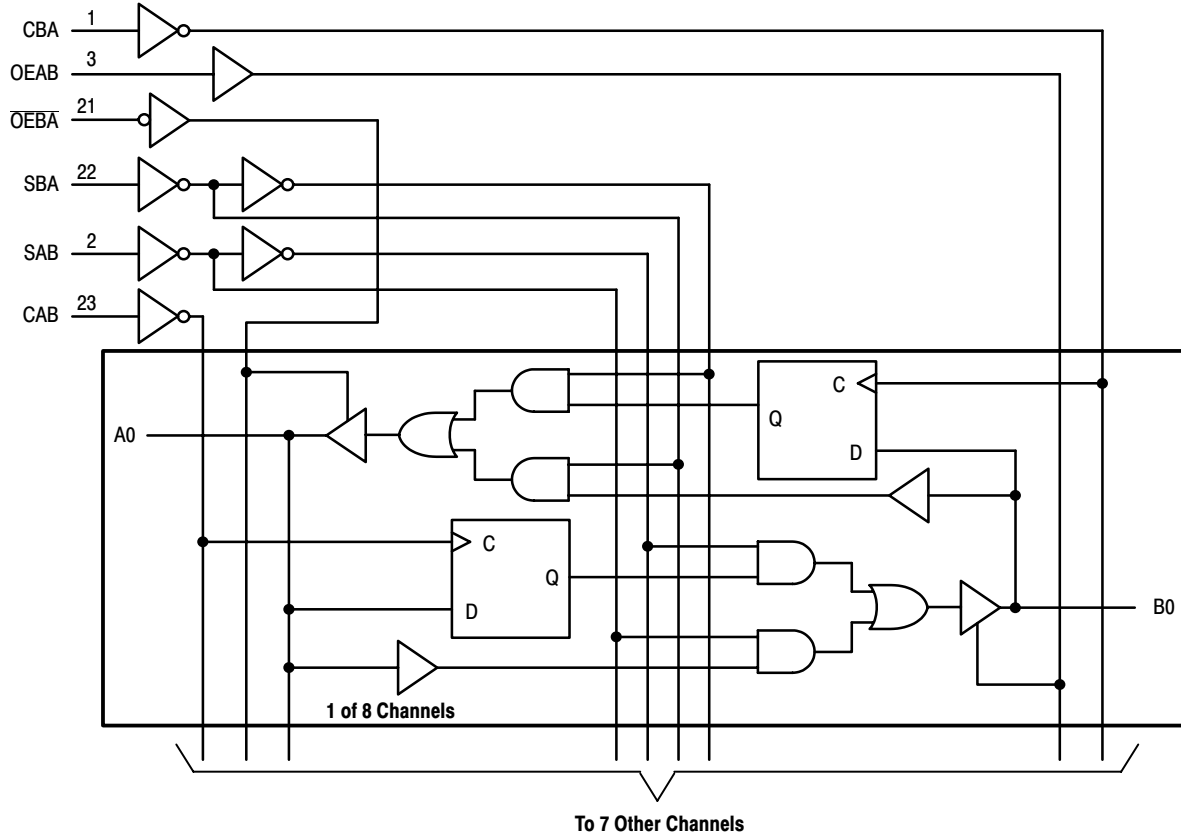 CBA 1
OEAB 3
OEBA 21
SBA 22
SAB 2
CAB 23
C
Q
A0
D
C
Q
D
B0
1 of 8 Channels
To 7 Other Channels